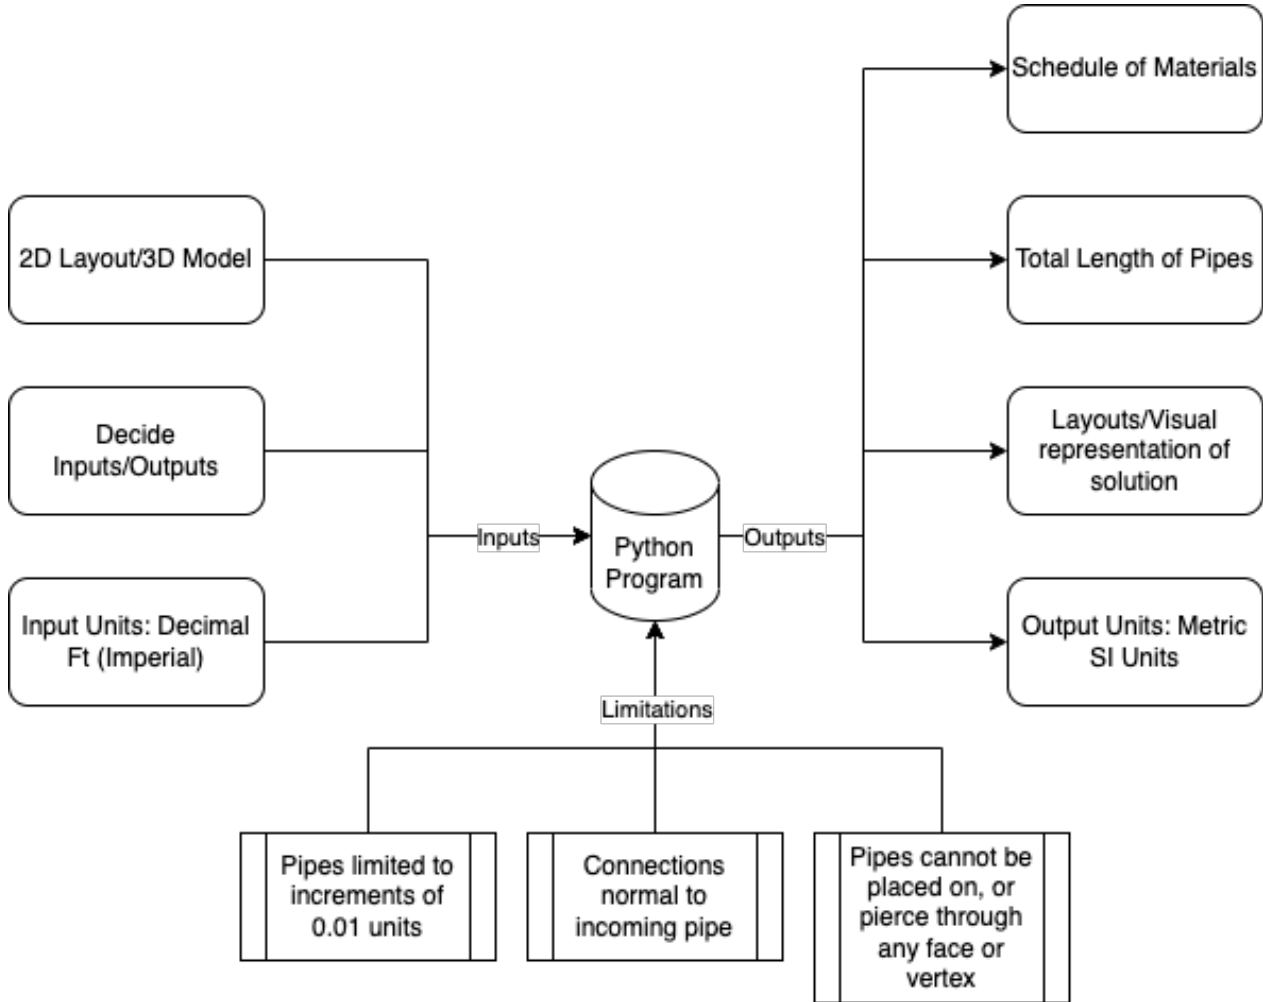 Schedule of Materials
2D Layout/3D Model
Total Length of Pipes
Decide
Inputs/Outputs
Layouts/Visual
representation of
solution
Inputs
Python
Program
Outputs
Input Units: Decimal
Ft (Imperial)
Output Units: Metric
SI Units
Limitations
Pipes limited to
increments of
0.01 units
Connections
normal to
incoming pipe
Pipes cannot be
placed on, or
pierce through
any face or
vertex